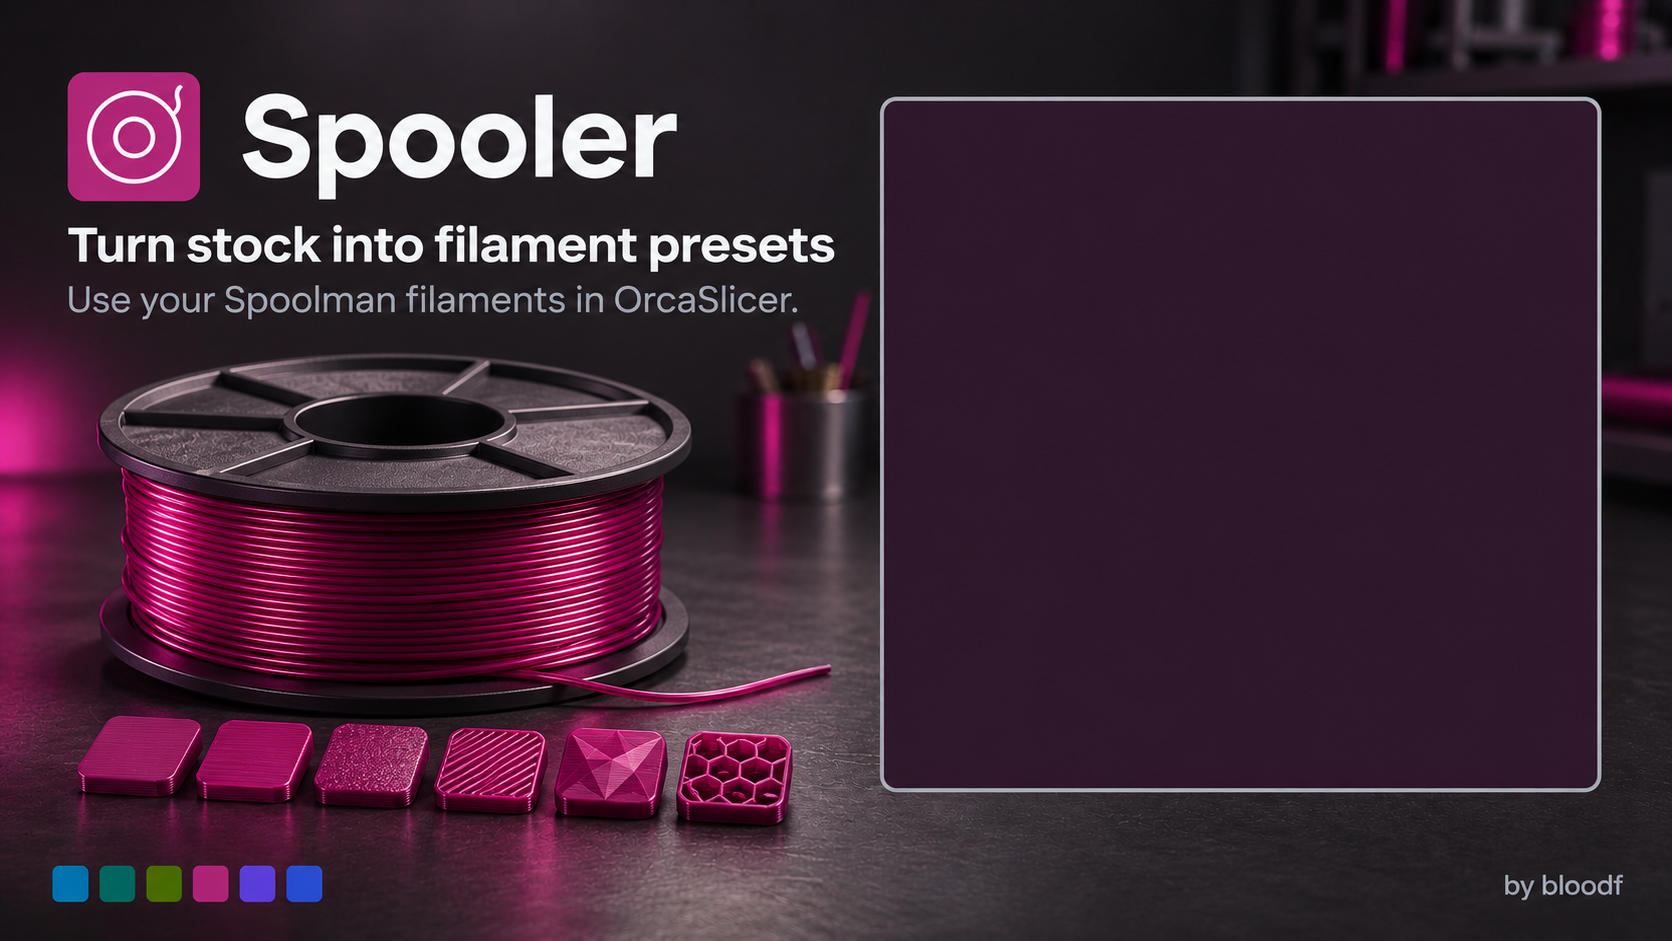 Spooler
Turn stock into filament presets
Use your Spoolman filaments in OrcaSlicer.
by bloodf